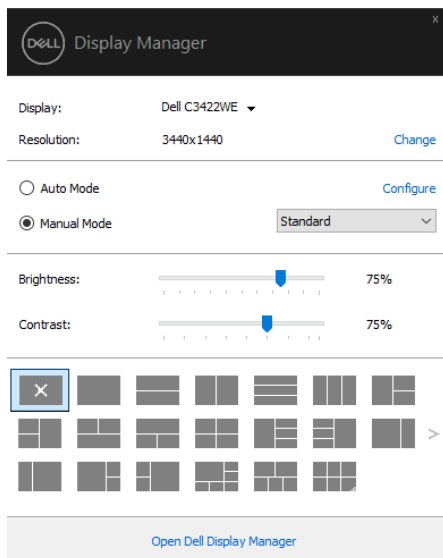 x
DELL Display Manager
Display: Dell C3422WE
Resolution: 3440x1440 Change
Auto Mode Configure
Manual Mode Standard
Brightness: 75%
Contrast: 75%
Open Dell Display Manager